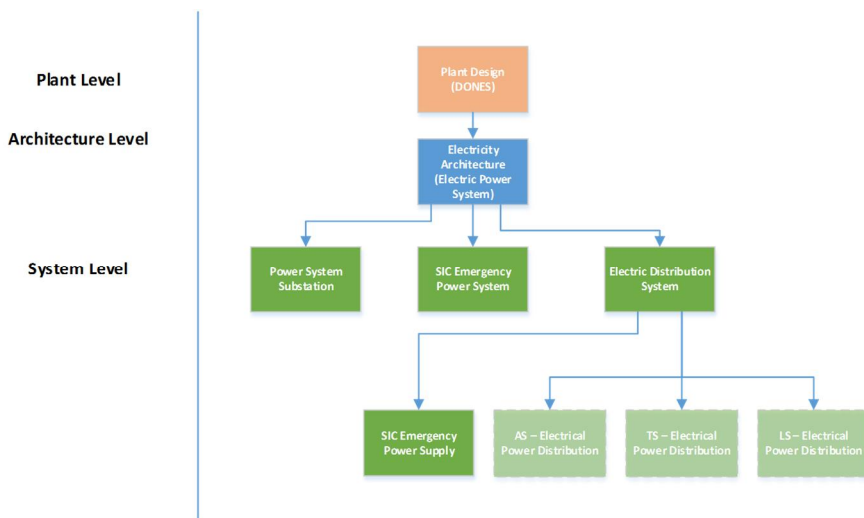 Plant Level
Plant Design
(DONES)
Architecture Level
Electricity
Architecture
(Electric Power
System)
System Level
Power System
Substation
SIC Emergency
Power System
Electric Distribution
System
SIC Emergency
Power Supply
AS – Electrical
Power Distribution
TS – Electrical
Power Distribution
LS – Electrical
Power Distribution